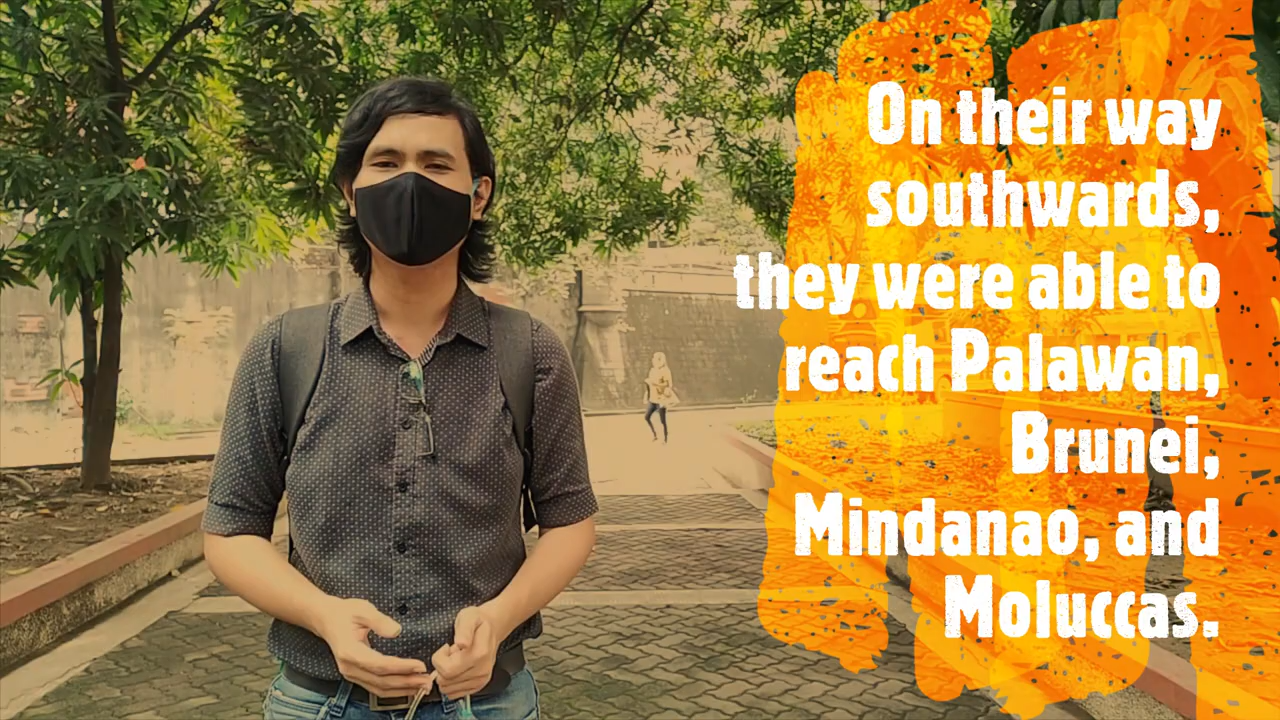 On their way
southwards,
they were able to
reach Palawan,
Brunei,
Mindanao, and
Moluccas.